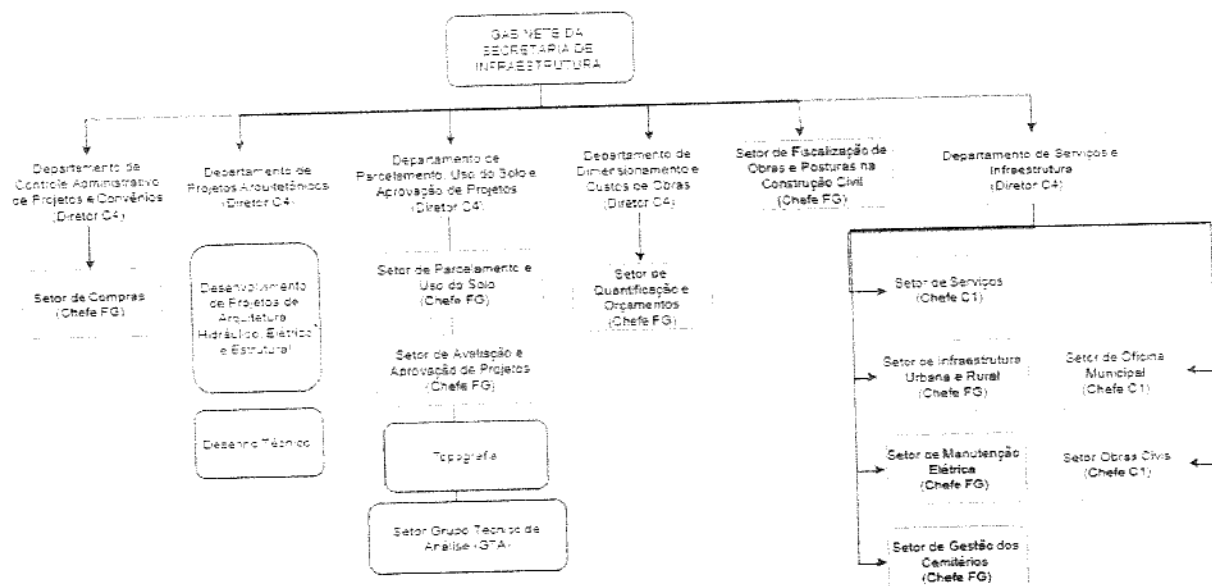 GABINETE DA
SECRETARIA DE
INFRAESTRUTURA
Departamento de
Controle Administrativo
de Projetos e Convênios
(Diretor C4)
Departamento de
Projetos Arquitetônicos
(Diretor C4)
Departamento de
Parcelamento, Uso do Solo e
Aprovação de Projetos
(Diretor C4)
Departamento de
Dimensionamento e
Custos de Obras
(Diretor C4)
Setor de Fiscalização de
Obras e Posturas na
Construção Civil
(Chefe FG)
Departamento de Serviços e
Infraestrutura
(Diretor C4)
Setor de Compras
(Chefe FG)
Desenvolvimento
de Projetos de
Arquitetura
Hidráulico, Elétrico
e Estrutural
Desenho Técnico
Setor de Parcelamento e
Uso do Solo
(Chefe FG)
Setor de Avaliação e
Aprovação de Projetos
(Chefe FG)
Topografia
Setor Grupo Técnico de
Análise (GTA)
Setor de
Quantificação e
Orçamentos
(Chefe FG)
Setor de Serviços
(Chefe C1)
Setor de Infraestrutura
Urbana e Rural
(Chefe FG)
Setor de Oficina
Municipal
(Chefe C1)
Setor de Manutenção
Elétrica
(Chefe FG)
Setor Obras Civis
(Chefe C1)
Setor de Gestão dos
Cemitérios
(Chefe FG)